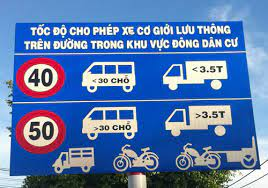 TỐC ĐỘ CHO PHÉP XE CƠ GIỚI LƯU THÔNG
TRÊN ĐƯỜNG TRONG KHU VỰC ĐÔNG DÂN CƯ
40 <30 CHỖ <3.5T
50 >30 CHỖ >3.5T